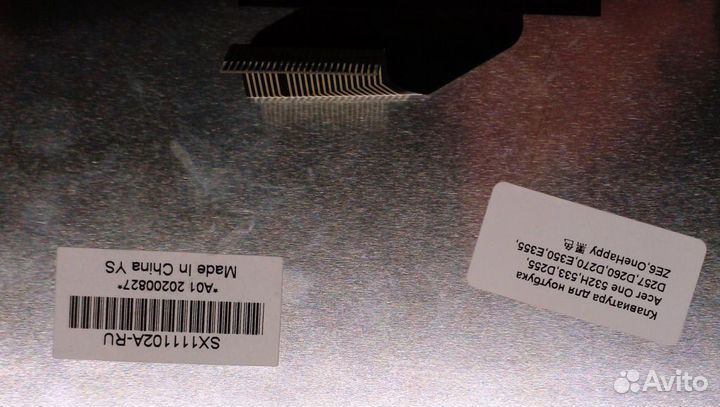 SX111102A-RU
"A01 20200827"
Made In China YS
Клавиатура для ноутбука
Acer One 532H,533,D255,
D257,D260,D270,E350,E355,
ZE6,OneHappy 黑色
Avito